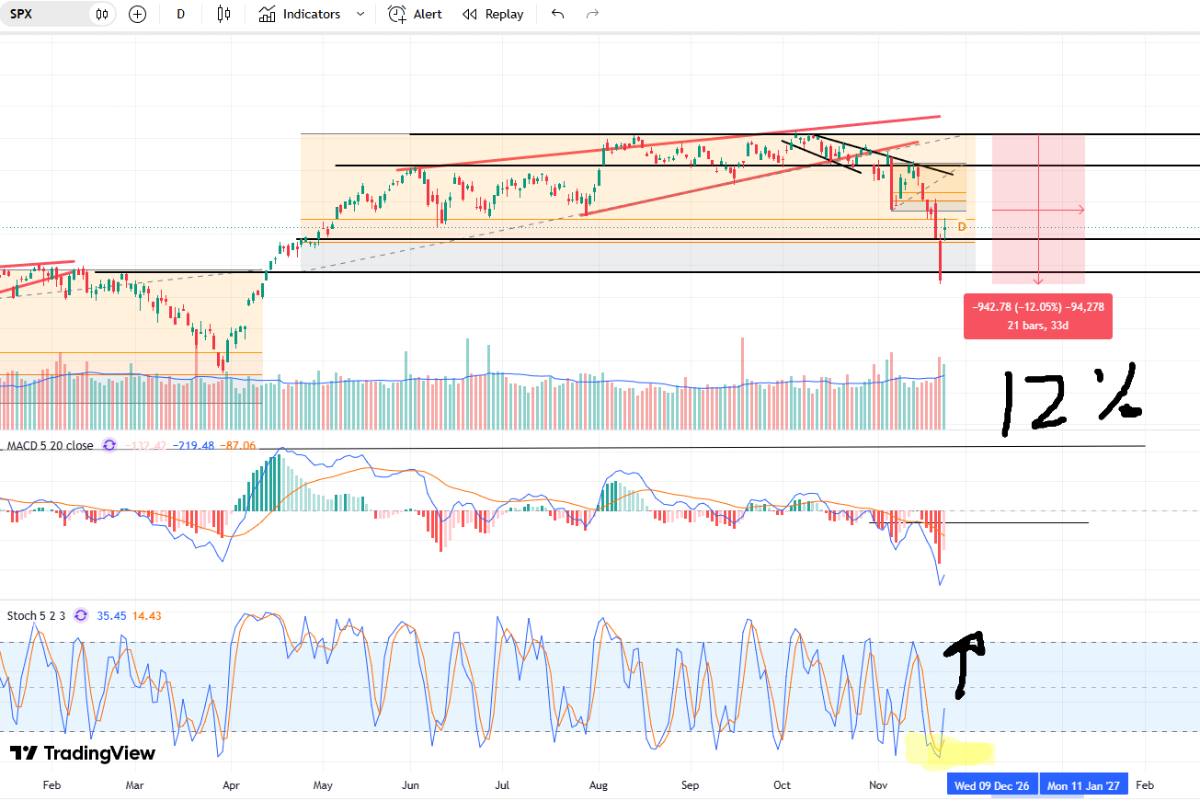 SPX D Indicators Alert Replay
D
−942.78 (−12.05%) −94,278
21 bars, 33d
12%
MACD 5 20 close −132.42 −219.48 −87.06
Stoch 5 2 3 35.45 14.43
TradingView
Feb Mar Apr May Jun Jul Aug Sep Oct Nov Wed 09 Dec '26 Mon 11 Jan '27 Feb